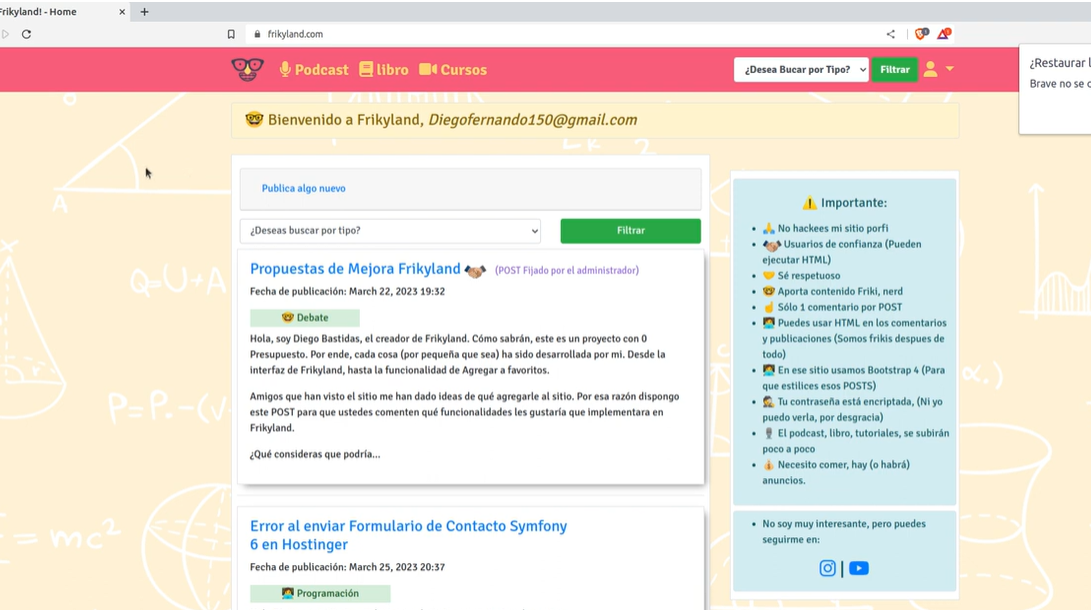 Frikyland! - Home
frikyland.com
¿Restaurar
Brave no se
Podcast libro Cursos
¿Desea Bucar por Tipo? Filtrar
Bienvenido a Frikyland, Diegofernando150@gmail.com
Publica algo nuevo
¿Deseas buscar por tipo? Filtrar
Propuestas de Mejora Frikyland (POST Fijado por el administrador)
Fecha de publicación: March 22, 2023 19:32
Debate
Hola, soy Diego Bastidas, el creador de Frikyland. Cómo sabrán, este es un proyecto con 0
Presupuesto. Por ende, cada cosa (por pequeña que sea) ha sido desarrollada por mi. Desde la
interfaz de Frikyland, hasta la funcionalidad de Agregar a favoritos.
Amigos que han visto el sitio me han dado ideas de qué agregarle al sitio. Por esa razón dispongo
este POST para que ustedes comenten qué funcionalidades les gustaría que implementara en
Frikyland.
¿Qué consideras que podría...
Error al enviar Formulario de Contacto Symfony
6 en Hostinger
Fecha de publicación: March 25, 2023 20:37
Programación
Importante:
No hackees mi sitio porfi
Usuarios de confianza (Pueden
ejecutar HTML)
Sé respetuoso
Aporta contenido Friki, nerd
Sólo 1 comentario por POST
Puedes usar HTML en los comentarios
y publicaciones (Somos frikis despues de
todo)
En ese sitio usamos Bootstrap 4 (Para
que estilices esos POSTS)
Tu contraseña está encriptada, (Ni yo
puedo verla, por desgracia)
El podcast, libro, tutoriales, se subirán
poco a poco
Necesito comer, hay (o habrá)
anuncios.
No soy muy interesante, pero puedes
seguirme en:
|
A
Q=U+A
= mc²